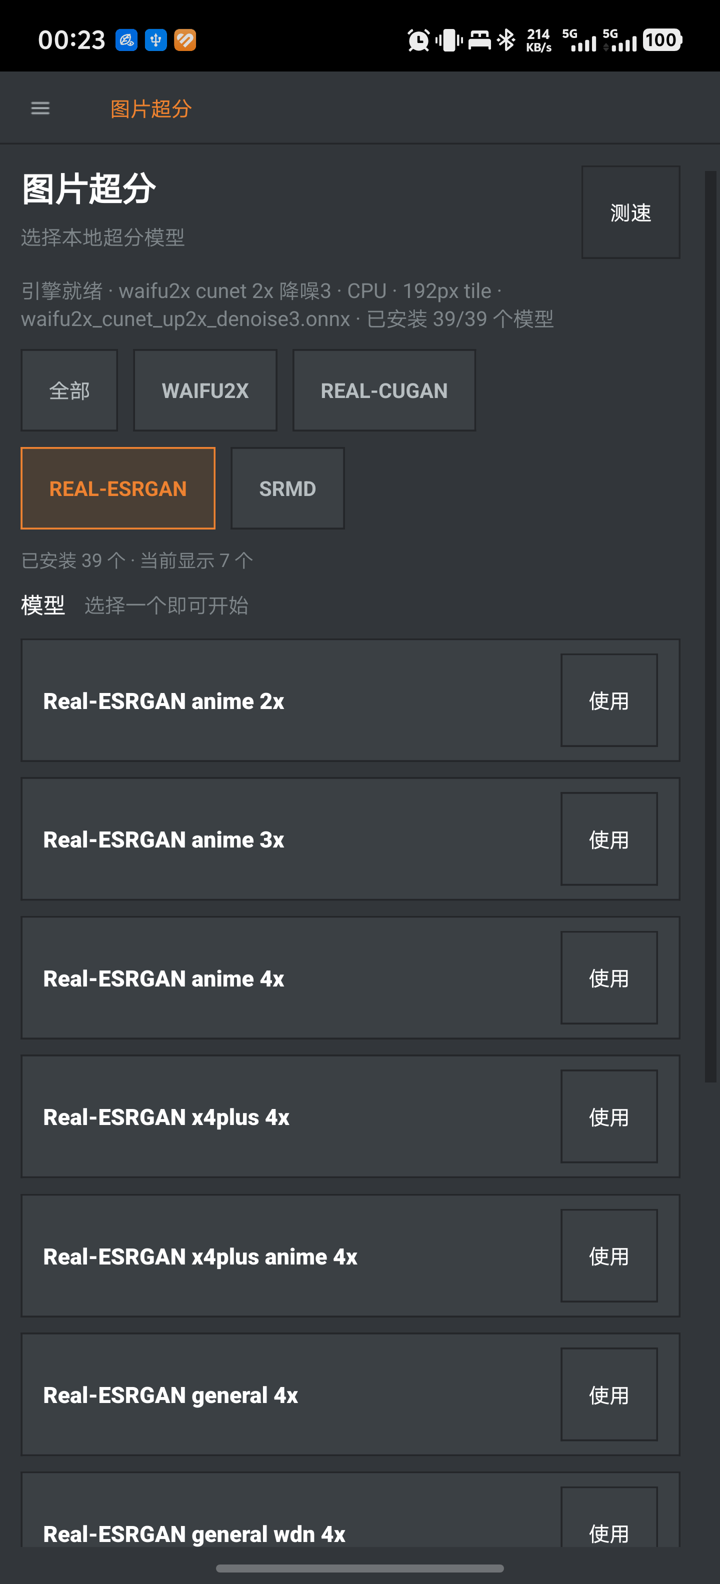 00:23
214 KB/s 5G 5G 100
图片超分
图片超分
测速
选择本地超分模型
引擎就绪 · waifu2x cunet 2x 降噪3 · CPU · 192px tile ·
waifu2x_cunet_up2x_denoise3.onnx · 已安装 39/39 个模型
全部 WAIFU2X REAL-CUGAN
REAL-ESRGAN SRMD
已安装 39 个 · 当前显示 7 个
模型 选择一个即可开始
Real-ESRGAN anime 2x 使用
Real-ESRGAN anime 3x 使用
Real-ESRGAN anime 4x 使用
Real-ESRGAN x4plus 4x 使用
Real-ESRGAN x4plus anime 4x 使用
Real-ESRGAN general 4x 使用
Real-ESRGAN general wdn 4x 使用